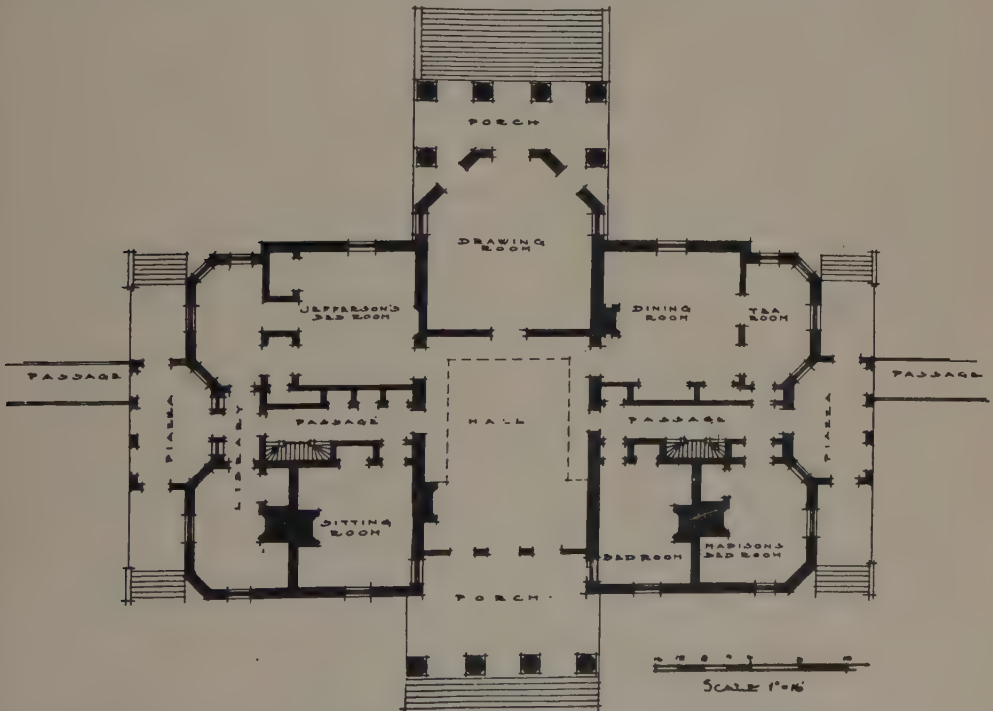 PORCH
DRAWING
ROOM
JEFFERSON'S
BED ROOM
DINING
ROOM
TEA
ROOM
PASSAGE
PASSAGE
PIAZZA
LIBRARY
PASSAGE
HALL
PASSAGE
PIAZZA
SITTING
ROOM
BED ROOM
MADISONS
BED ROOM
PORCH
SCALE 1"=16'